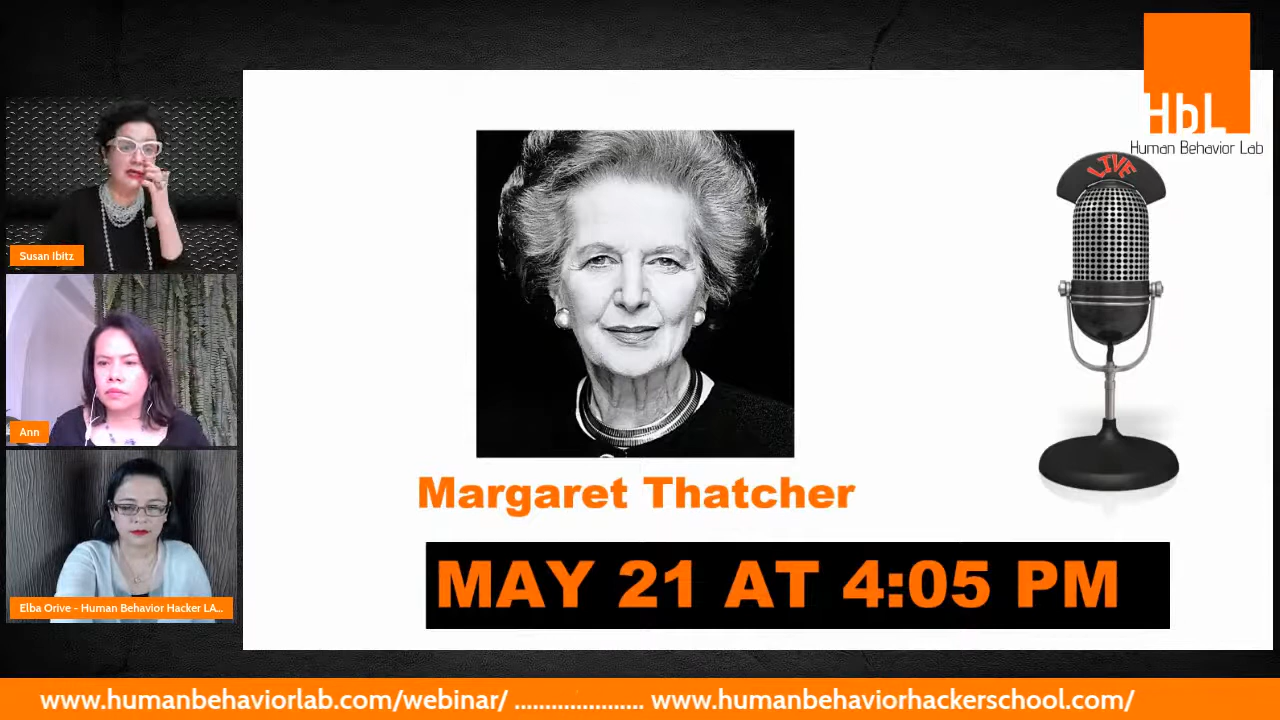 HbL
Human Behavior Lab
LIVE
Susan Ibitz
Ann
Elba Orive - Human Behavior Hacker LA...
Margaret Thatcher
MAY 21 AT 4:05 PM
www.humanbehaviorlab.com/webinar/ ...................... www.humanbehaviorhackerschool.com/